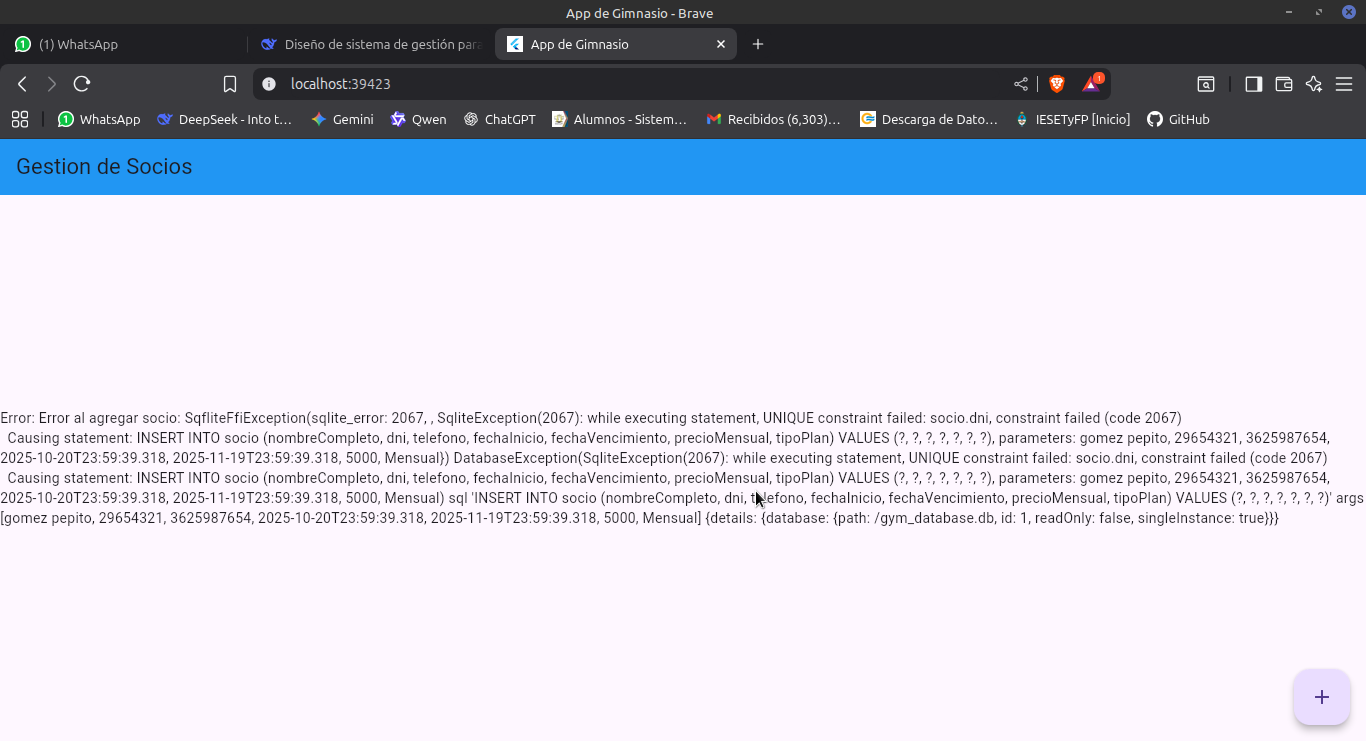 App de Gimnasio - Brave
(1) WhatsApp
Diseño de sistema de gestión para
App de Gimnasio
localhost:39423
1
WhatsApp
DeepSeek - Into t...
Gemini
Qwen
ChatGPT
Alumnos - Sistem...
Recibidos (6,303)...
Descarga de Dato...
IESETyFP [Inicio]
GitHub
Gestion de Socios
Error: Error al agregar socio: SqfliteFfiException(sqlite_error: 2067, , SqliteException(2067): while executing statement, UNIQUE constraint failed: socio.dni, constraint failed (code 2067)
Causing statement: INSERT INTO socio (nombreCompleto, dni, telefono, fechaInicio, fechaVencimiento, precioMensual, tipoPlan) VALUES (?, ?, ?, ?, ?, ?, ?), parameters: gomez pepito, 29654321, 3625987654,
2025-10-20T23:59:39.318, 2025-11-19T23:59:39.318, 5000, Mensual}) DatabaseException(SqliteException(2067): while executing statement, UNIQUE constraint failed: socio.dni, constraint failed (code 2067)
Causing statement: INSERT INTO socio (nombreCompleto, dni, telefono, fechaInicio, fechaVencimiento, precioMensual, tipoPlan) VALUES (?, ?, ?, ?, ?, ?, ?), parameters: gomez pepito, 29654321, 3625987654,
2025-10-20T23:59:39.318, 2025-11-19T23:59:39.318, 5000, Mensual) sql 'INSERT INTO socio (nombreCompleto, dni, telefono, fechaInicio, fechaVencimiento, precioMensual, tipoPlan) VALUES (?, ?, ?, ?, ?, ?, ?)' args
[gomez pepito, 29654321, 3625987654, 2025-10-20T23:59:39.318, 2025-11-19T23:59:39.318, 5000, Mensual] {details: {database: {path: /gym_database.db, id: 1, readOnly: false, singleInstance: true}}}